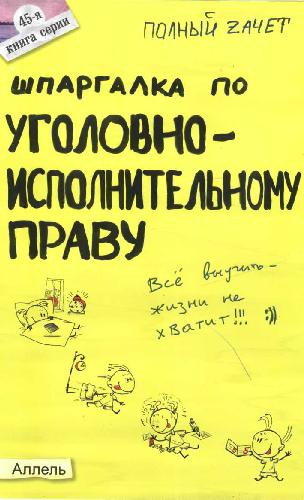 45-я
книга серии
ПОЛНЫЙ ZАЧЕТ
ШПАРГАЛКА ПО
УГОЛОВНО-
ИСПОЛНИТЕЛЬНОМУ
ПРАВУ
Всё выучить-
жизни не
хватит!!! :))
Аллель